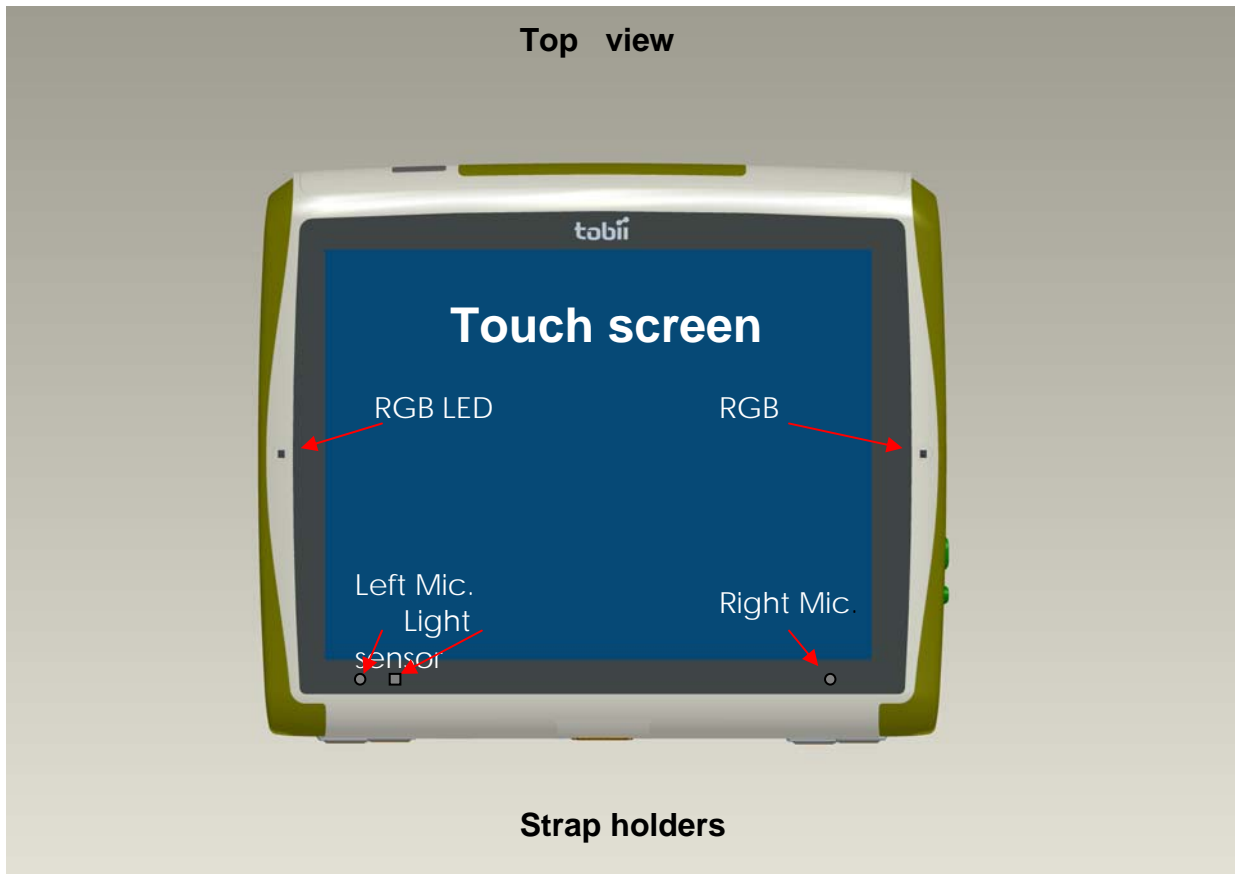 Top view
tobii
Touch screen
RGB LED
RGB
Left Mic.
Light
sensor
Right Mic.
Strap holders